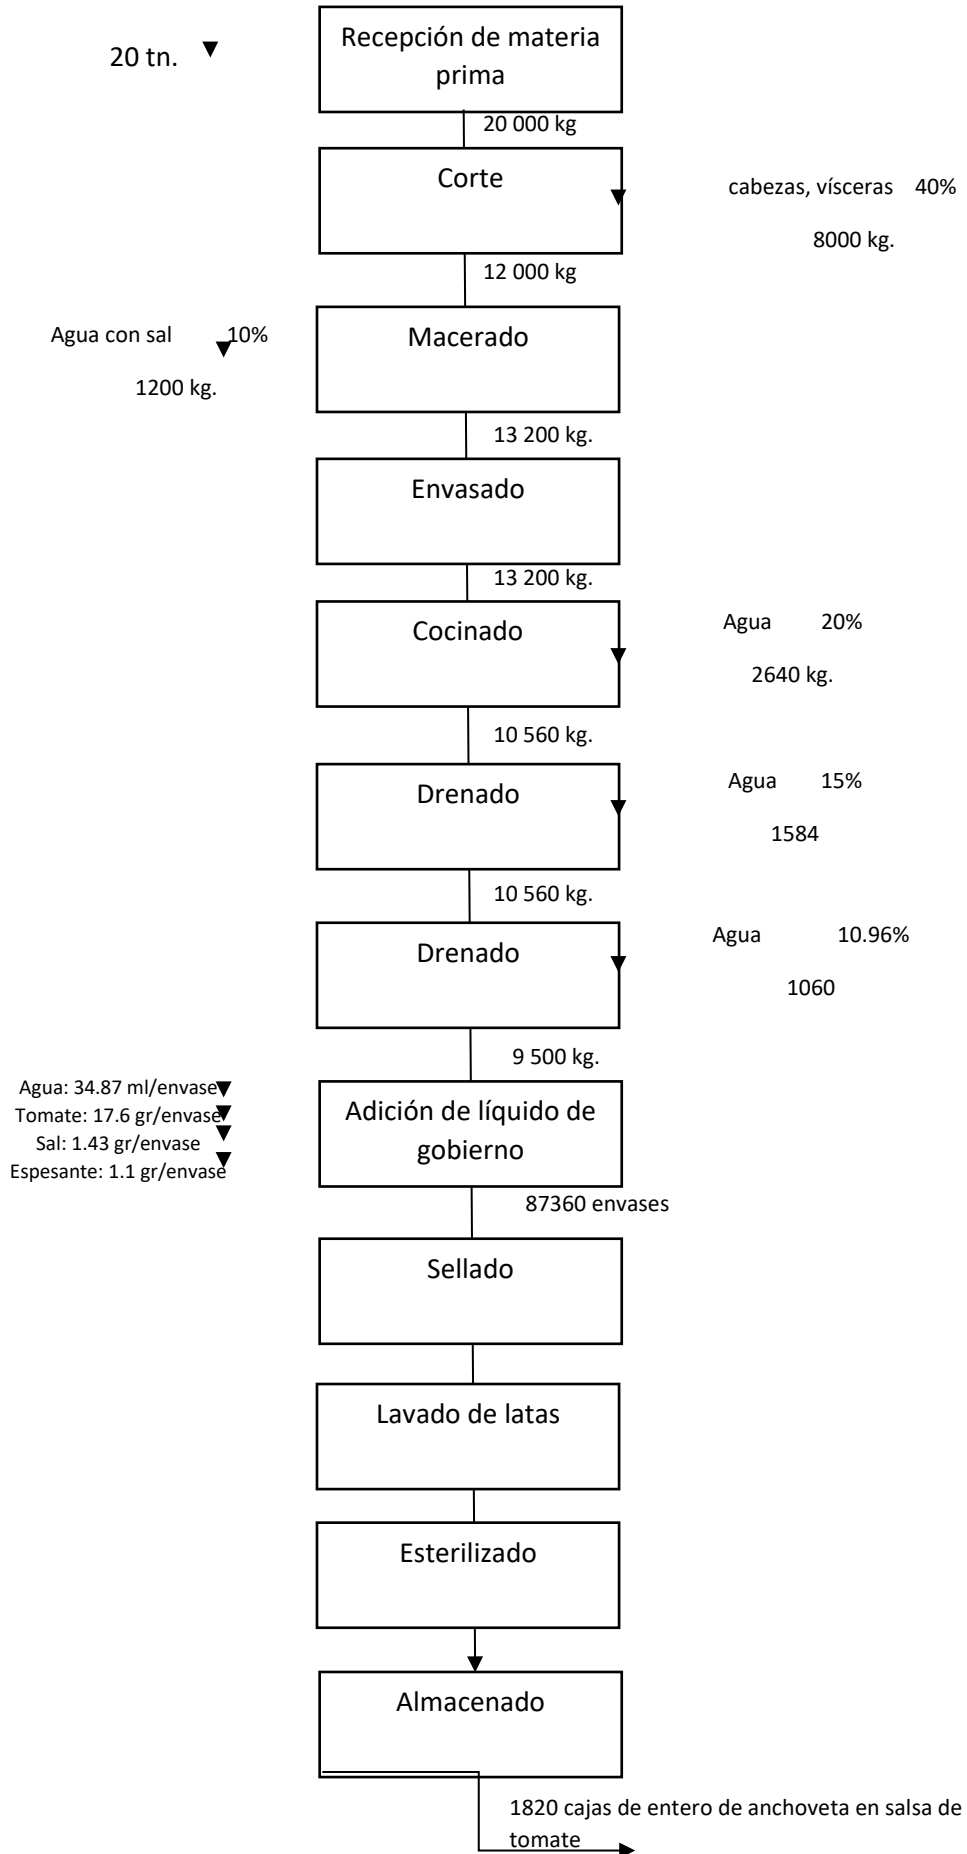 20 tn.
Recepción de materia
prima
20 000 kg
Corte
cabezas, vísceras 40%
8000 kg.
12 000 kg
Agua con sal 10%
1200 kg.
Macerado
13 200 kg.
Envasado
13 200 kg.
Cocinado
Agua 20%
2640 kg.
10 560 kg.
Drenado
Agua 15%
1584
10 560 kg.
Drenado
Agua 10.96%
1060
9 500 kg.
Agua: 34.87 ml/envase
Tomate: 17.6 gr/envase
Sal: 1.43 gr/envase
Espesante: 1.1 gr/envase
Adición de líquido de
gobierno
87360 envases
Sellado
Lavado de latas
Esterilizado
Almacenado
1820 cajas de entero de anchoveta en salsa de
tomate